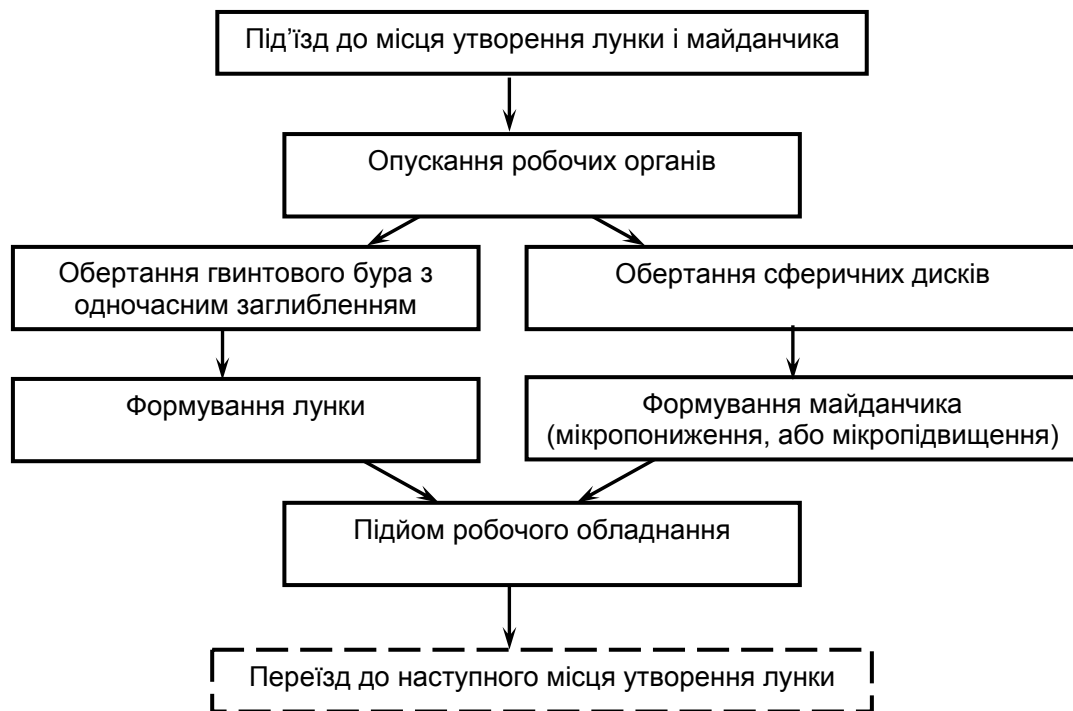 Під’їзд до місця утворення лунки і майданчика
Опускання робочих органів
Обертання гвинтового бура з
одночасним заглибленням
Обертання сферичних дисків
Формування лунки
Формування майданчика
(мікропониження, або мікропідвищення)
Підйом робочого обладнання
Переїзд до наступного місця утворення лунки